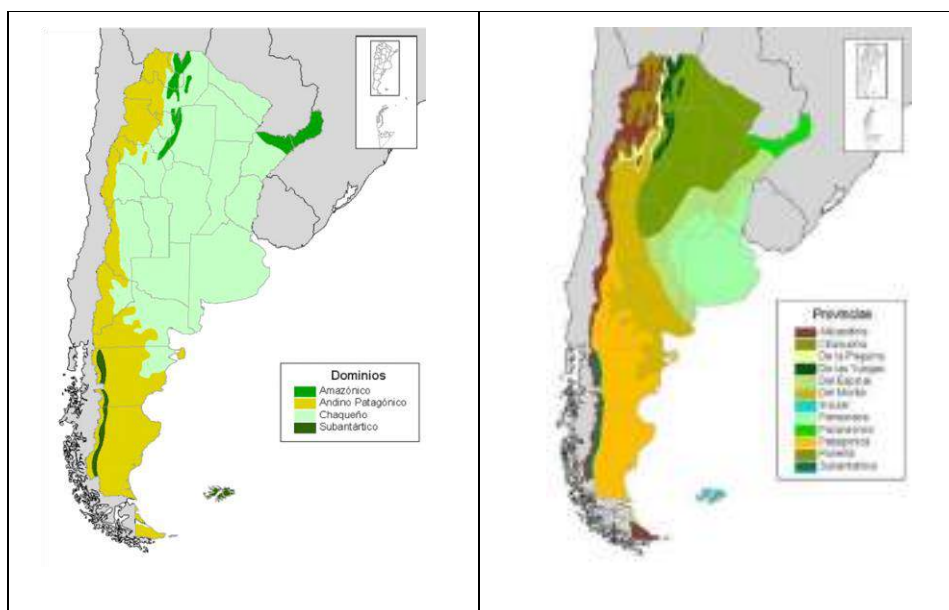 Dominios
Amazónico
Andino Patagónico
Chaqueño
Subantártico
Provincias
Altoandina
Chaqueña
De la Prepuna
De las Yungas
Del Espinal
Del Monte
Insular
Pampeana
Paranaense
Patagónica
Puneña
Subantártica